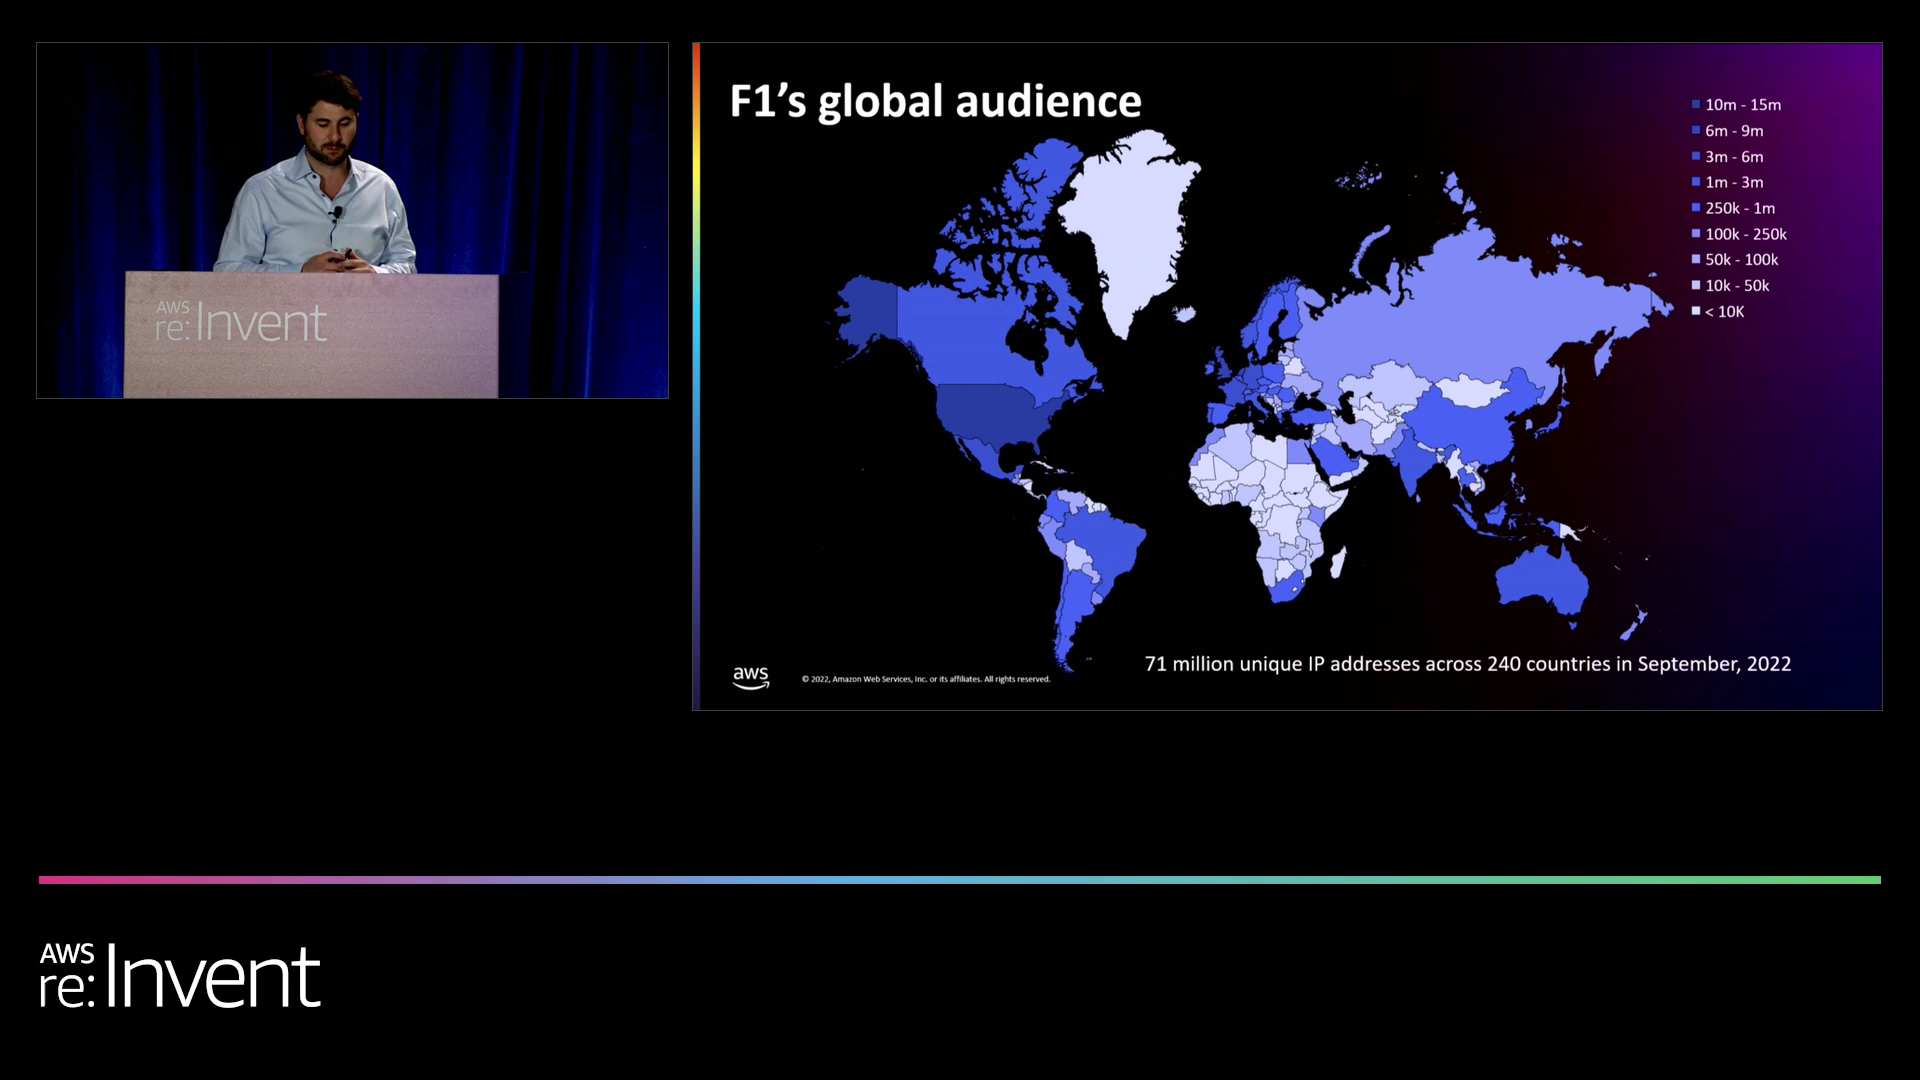 AWS
re:Invent
F1’s global audience
10m - 15m
6m - 9m
3m - 6m
1m - 3m
250k - 1m
100k - 250k
50k - 100k
10k - 50k
< 10K
71 million unique IP addresses across 240 countries in September, 2022
aws
© 2022, Amazon Web Services, Inc. or its affiliates. All rights reserved.
AWS
re:Invent